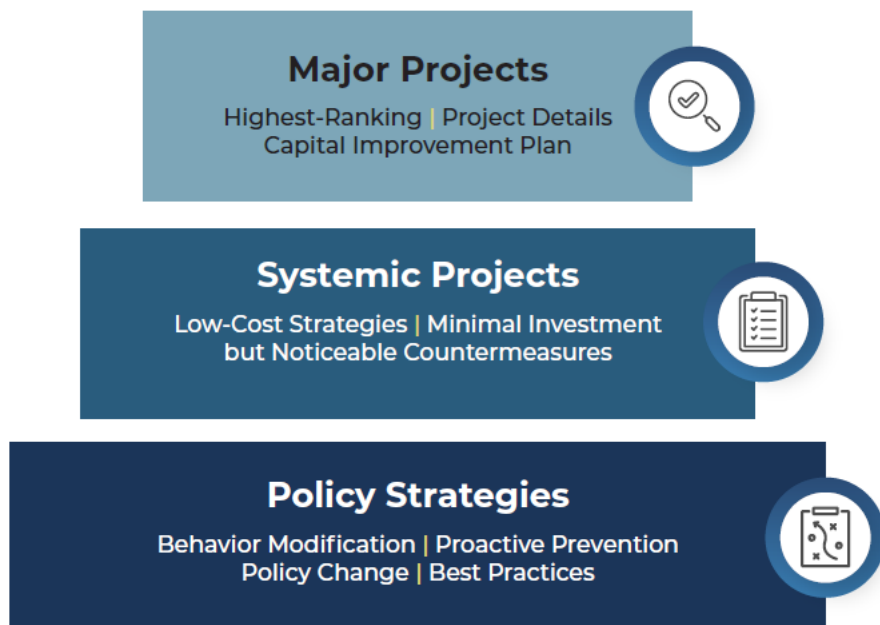 Major Projects
Highest-Ranking | Project Details
Capital Improvement Plan
Systemic Projects
Low-Cost Strategies | Minimal Investment
but Noticeable Countermeasures
Policy Strategies
Behavior Modification | Proactive Prevention
Policy Change | Best Practices